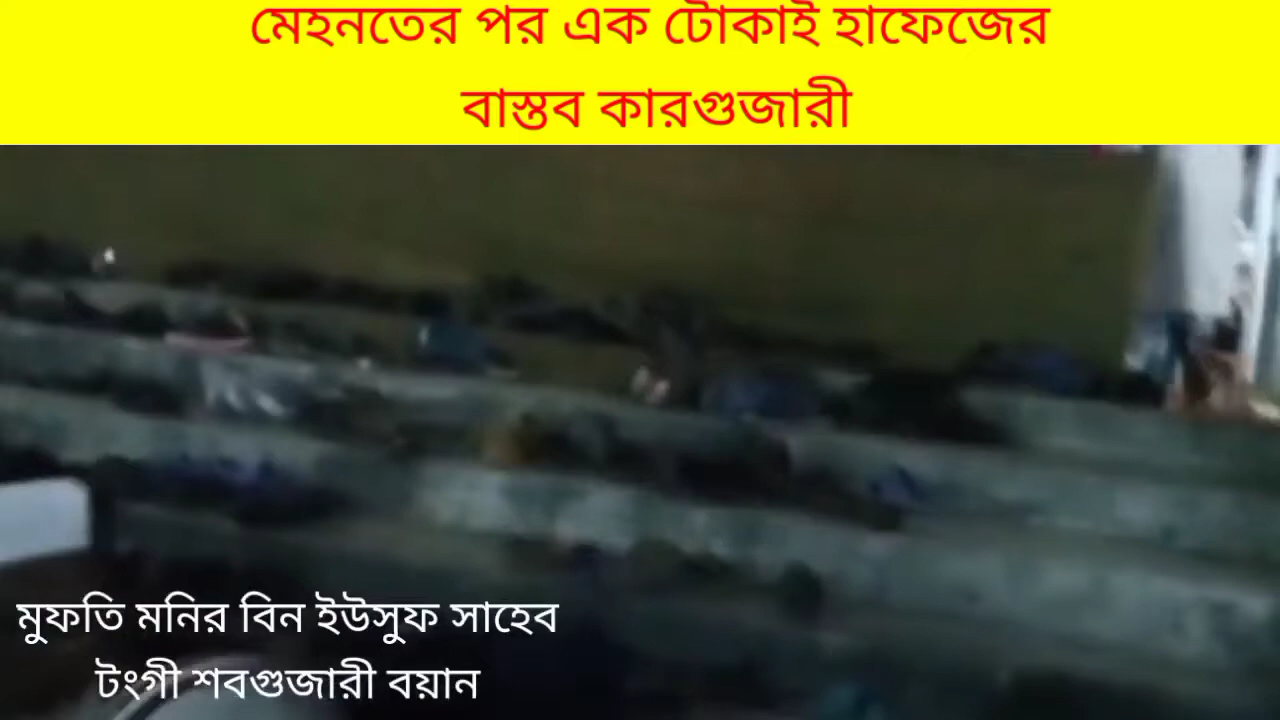 মেহনতের পর এক টোকাই হাফেজের
বাস্তব কারগুজারী
মুফতি মনির বিন ইউসুফ সাহেব
টংগী শবগুজারী বয়ান